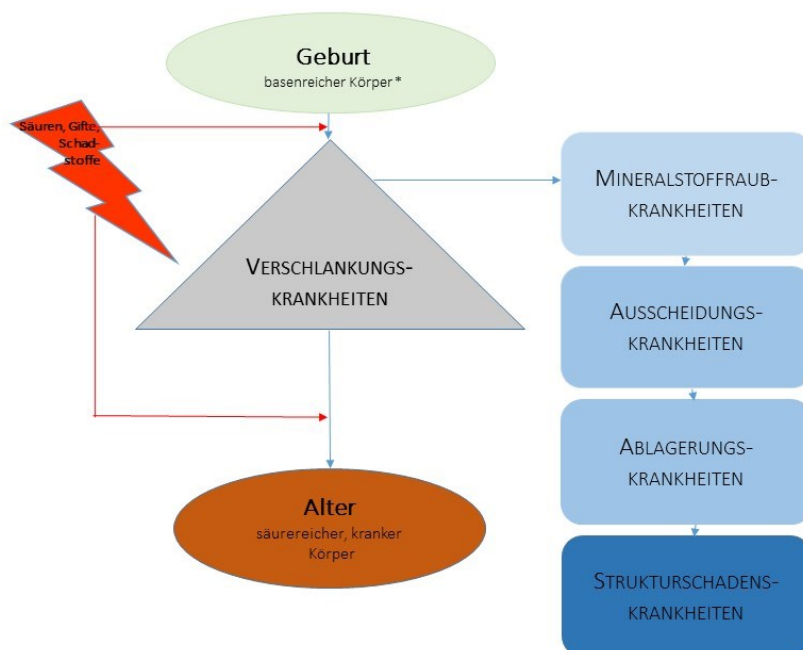 Geburt
basenreicher Körper *
Säuren, Gifte,
Schad-
stoffe
VERSCHLANKUNGS-
KRANKHEITEN
Alter
säurereicher, kranker
Körper
MINERALSTOFFRAUB-
KRANKHEITEN
AUSSCHEIDUNGS-
KRANKHEITEN
ABLAGERUNGS-
KRANKHEITEN
STRUKTURSCHADENS-
KRANKHEITEN